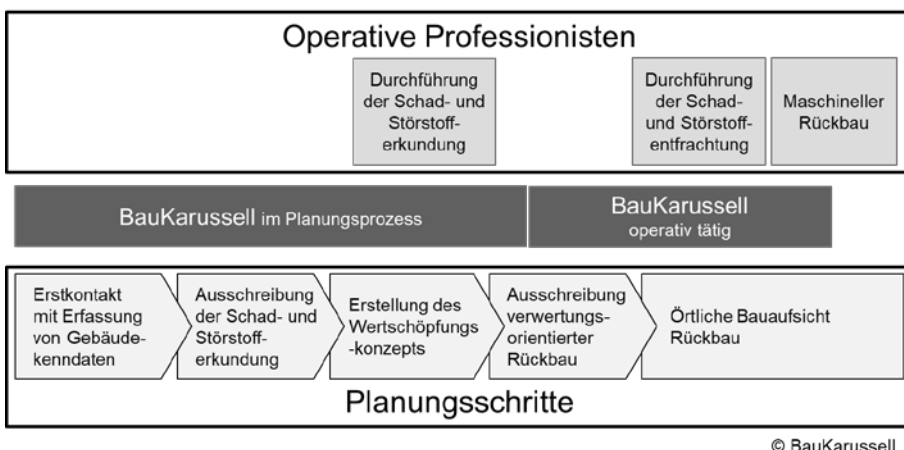 Operative Professionisten
Durchführung
der Schad- und
Störstoff-
erkundung
Durchführung
der Schad-
und Störstoff-
entfrachtung
Maschineller
Rückbau
BauKarussell im Planungsprozess
BauKarussell
operativ tätig
Erstkontakt
mit Erfassung
von Gebäude-
kenndaten
Ausschreibung
der Schad- und
Störstoff-
erkundung
Erstellung des
Wertschöpfungs
-konzepts
Ausschreibung
verwertungs-
orientierter
Rückbau
Örtliche Bauaufsicht
Rückbau
Planungsschritte
© BauKarussell